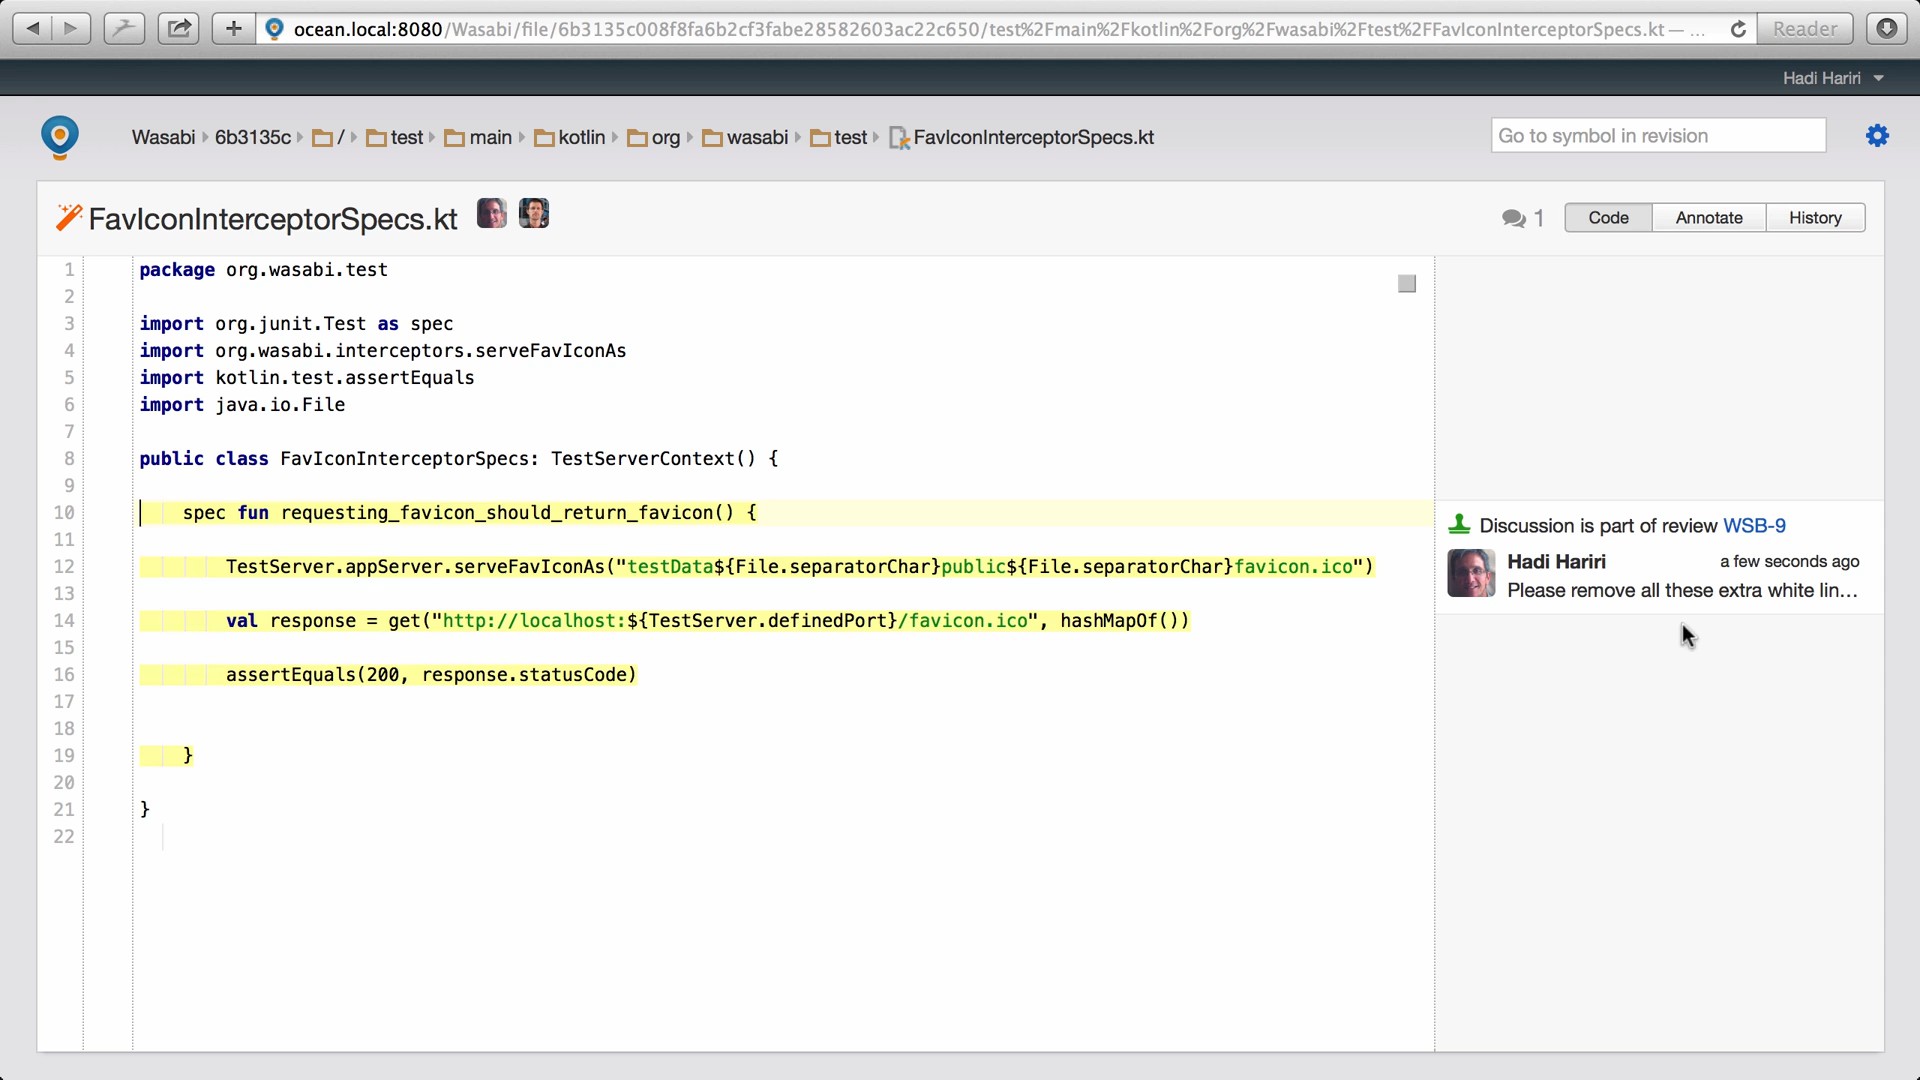 ocean.local:8080/Wasabi/file/6b3135c008f8fa6b2cf3fabe28582603ac22c650/test%2Fmain%2Fkotlin%2Forg%2Fwasabi%2Ftest%2FFavIconInterceptorSpecs.kt — ... Reader
Hadi Hariri
Wasabi 6b3135c / test main kotlin org wasabi test FavIconInterceptorSpecs.kt Go to symbol in revision
FavIconInterceptorSpecs.kt 1 Code Annotate History
1 package org.wasabi.test
2
3 import org.junit.Test as spec
4 import org.wasabi.interceptors.serveFavIconAs
5 import kotlin.test.assertEquals
6 import java.io.File
7
8 public class FavIconInterceptorSpecs: TestServerContext() {
9
10 spec fun requesting_favicon_should_return_favicon() {
11
12 TestServer.appServer.serveFavIconAs("testData${File.separatorChar}public${File.separatorChar}favicon.ico")
13
14 val response = get("http://localhost:${TestServer.definedPort}/favicon.ico", hashMapOf())
15
16 assertEquals(200, response.statusCode)
17
18
19 }
20
21 }
22
Discussion is part of review WSB-9
Hadi Hariri a few seconds ago
Please remove all these extra white lin...